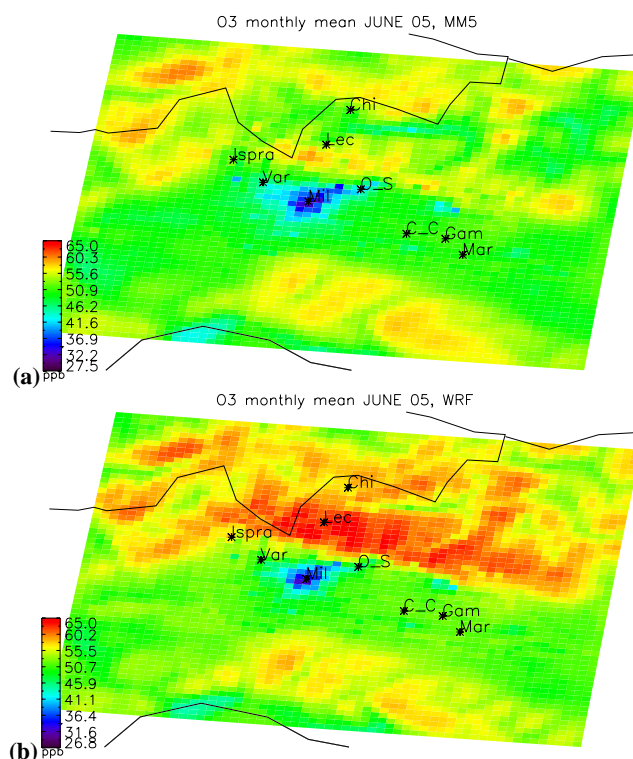 O3 monthly mean JUNE 05, MM5
Chi
Lec
Ispra
Var
O_S
Mil
C_C
Gam
Mar
65.0
60.3
55.6
50.9
46.2
41.6
36.9
32.2
27.5
ppb
(a)
O3 monthly mean JUNE 05, WRF
Chi
Lec
Ispra
Var
O_S
Mil
C_C
Gam
Mar
65.0
60.2
55.5
50.7
45.9
41.1
36.4
31.6
26.8
ppb
(b)